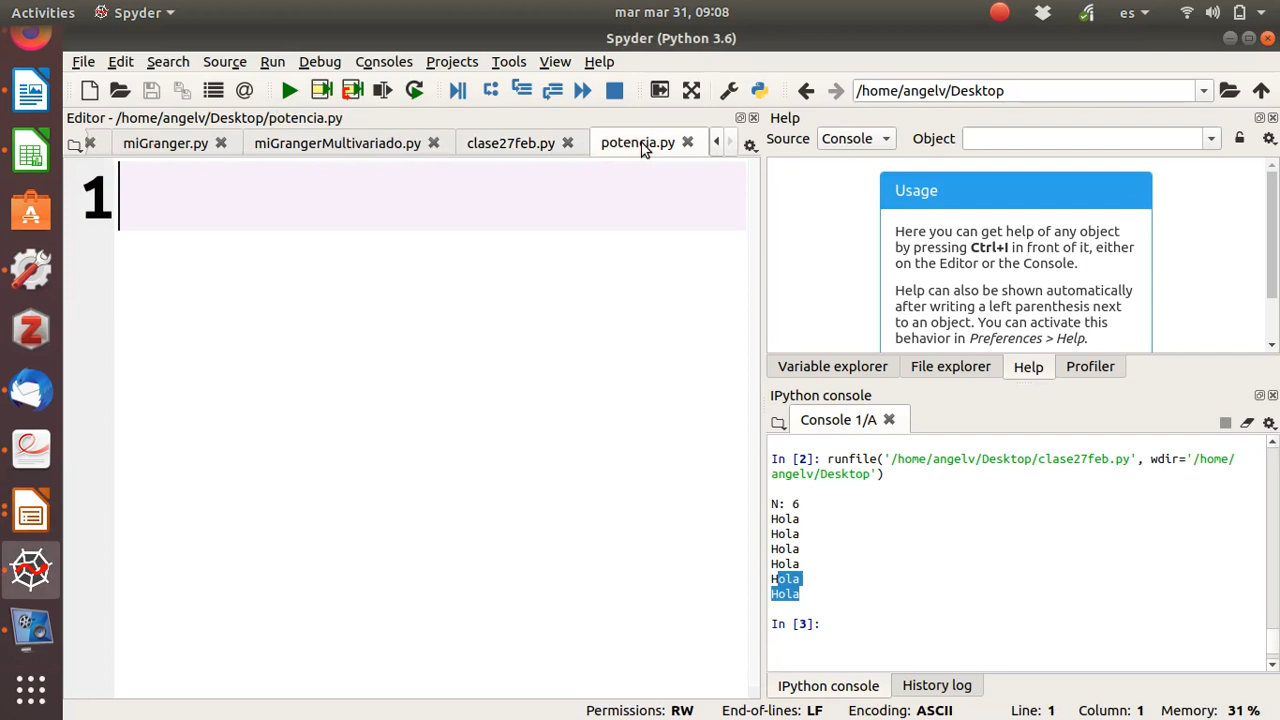 Activities Spyder mar mar 31, 09:08 es
Spyder (Python 3.6)
File Edit Search Source Run Debug Consoles Projects Tools View Help
/home/angelv/Desktop
Editor - /home/angelv/Desktop/potencia.py
miGranger.py miGrangerMultivariado.py clase27feb.py potencia.py
1
Help
Source Console Object
Usage
Here you can get help of any object
by pressing Ctrl+I in front of it, either
on the Editor or the Console.
Help can also be shown automatically
after writing a left parenthesis next
to an object. You can activate this
behavior in Preferences > Help.
Variable explorer File explorer Help Profiler
IPython console
Console 1/A
In [2]: runfile('/home/angelv/Desktop/clase27feb.py', wdir='/home/
angelv/Desktop')
N: 6
Hola
Hola
Hola
Hola
Hola
Hola
In [3]:
IPython console History log
Permissions: RW End-of-lines: LF Encoding: ASCII Line: 1 Column: 1 Memory: 31 %